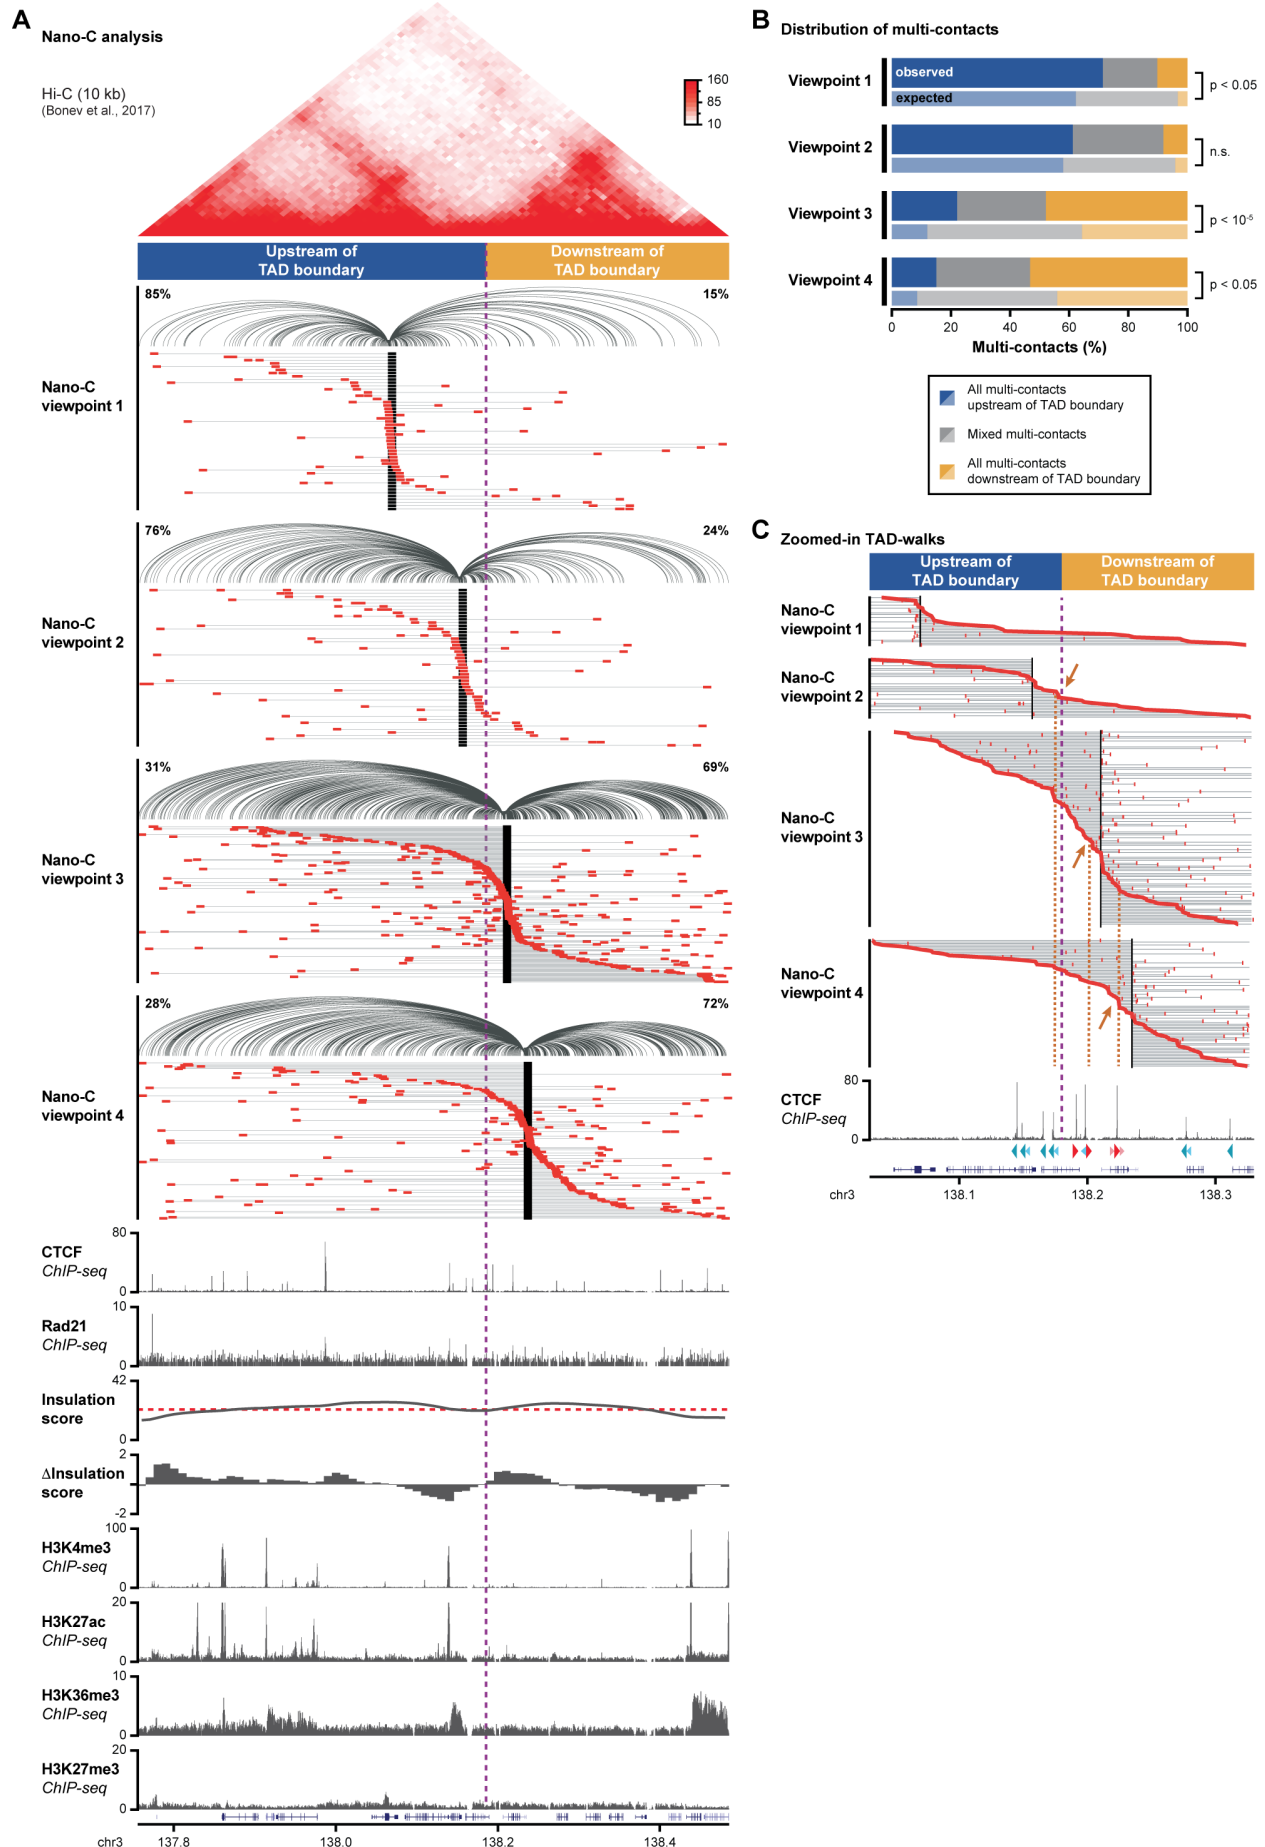 A
Nano-C analysis
Hi-C (10 kb)
(Bonev et al., 2017)
160
85
10
Upstream of
TAD boundary
Downstream of
TAD boundary
85%
15%
Nano-C
viewpoint 1
76%
24%
Nano-C
viewpoint 2
31%
69%
Nano-C
viewpoint 3
28%
72%
Nano-C
viewpoint 4
80
CTCF
ChIP-seq
0
10
Rad21
ChIP-seq
0
42
Insulation
score
0
2
ΔInsulation
score
-2
100
H3K4me3
ChIP-seq
0
20
H3K27ac
ChIP-seq
0
10
H3K36me3
ChIP-seq
0
20
H3K27me3
ChIP-seq
0
chr3
137.8
138.0
138.2
138.4
B
Distribution of multi-contacts
Viewpoint 1
observed
expected
p < 0.05
Viewpoint 2
n.s.
Viewpoint 3
p < 10⁻⁵
Viewpoint 4
p < 0.05
0
20
40
60
80
100
Multi-contacts (%)
All multi-contacts
upstream of TAD boundary
Mixed multi-contacts
All multi-contacts
downstream of TAD boundary
C
Zoomed-in TAD-walks
Upstream of
TAD boundary
Downstream of
TAD boundary
Nano-C
viewpoint 1
Nano-C
viewpoint 2
Nano-C
viewpoint 3
Nano-C
viewpoint 4
80
CTCF
ChIP-seq
0
chr3
138.1
138.2
138.3